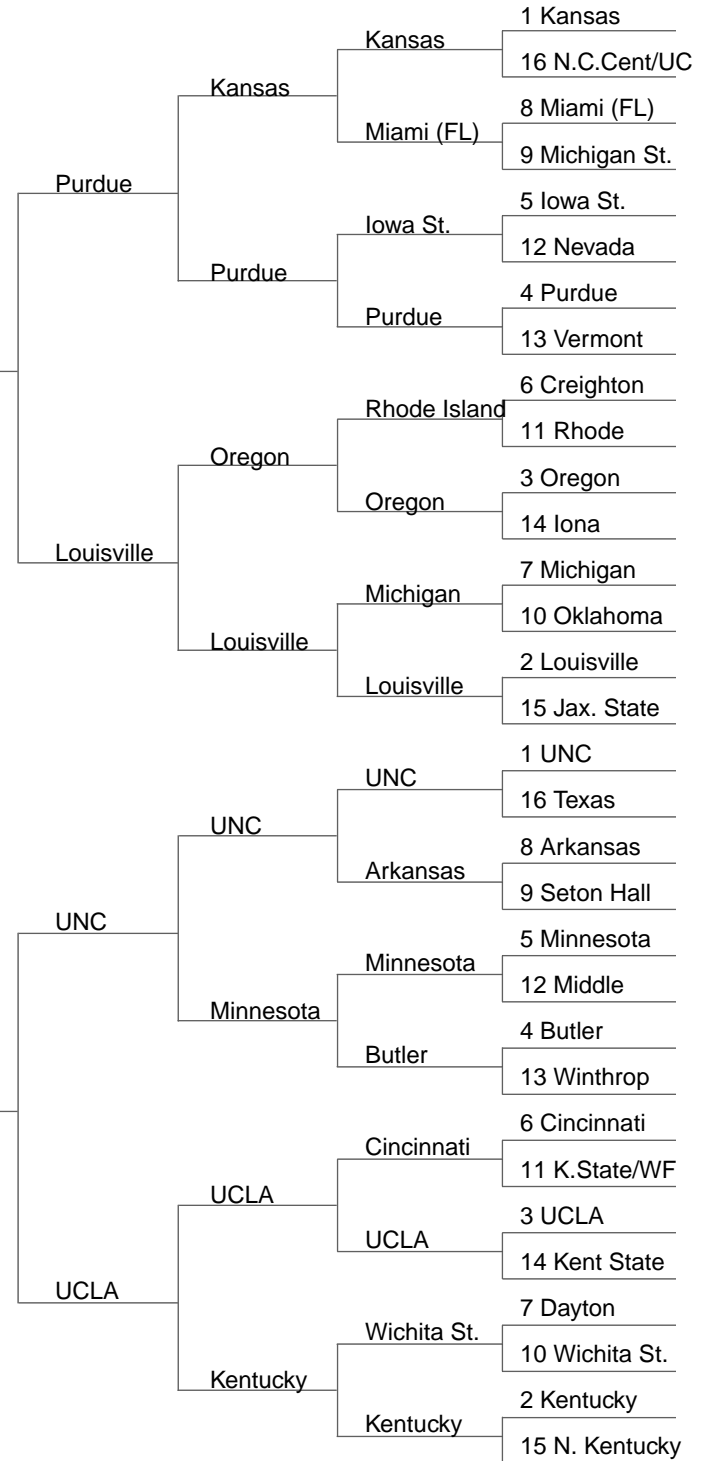 1 Kansas
Kansas
16 N.C.Cent/UC
Kansas
8 Miami (FL)
Miami (FL)
9 Michigan St.
Purdue
5 Iowa St.
Iowa St.
12 Nevada
Purdue
4 Purdue
Purdue
13 Vermont
6 Creighton
Rhode Island
11 Rhode
Oregon
3 Oregon
Oregon
14 Iona
Louisville
7 Michigan
Michigan
10 Oklahoma
Louisville
2 Louisville
Louisville
15 Jax. State
1 UNC
UNC
16 Texas
UNC
8 Arkansas
Arkansas
9 Seton Hall
UNC
5 Minnesota
Minnesota
12 Middle
Minnesota
4 Butler
Butler
13 Winthrop
6 Cincinnati
Cincinnati
11 K.State/WF
UCLA
3 UCLA
UCLA
14 Kent State
UCLA
7 Dayton
Wichita St.
10 Wichita St.
Kentucky
2 Kentucky
Kentucky
15 N. Kentucky